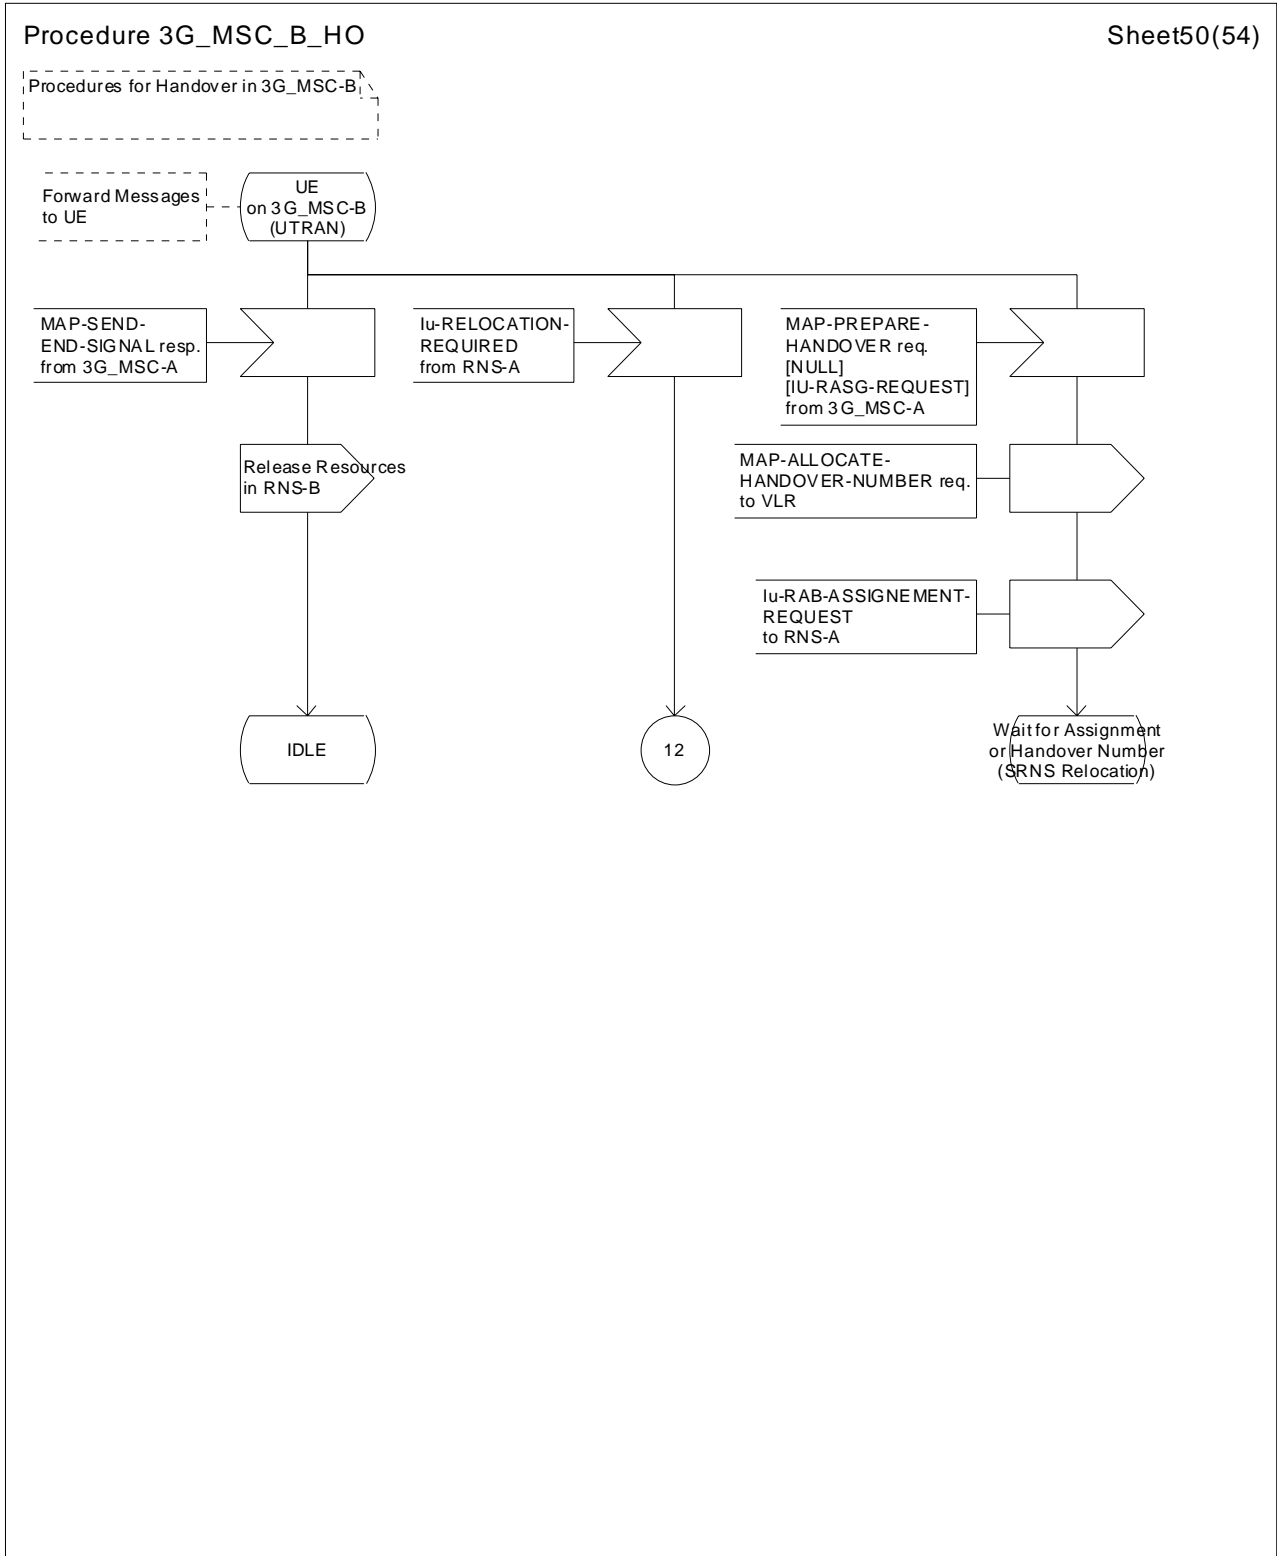 Procedure 3G_MSC_B_HO
Sheet50(54)
Procedures for Handover in 3G_MSC-B
Forward Messages
to UE
UE
on 3G_MSC-B
(UTRAN)
MAP-SEND-
END-SIGNAL resp.
from 3G_MSC-A
Iu-RELOCATION-
REQUIRED
from RNS-A
MAP-PREPARE-
HANDOVER req.
[NULL]
[IU-RASG-REQUEST]
from 3G_MSC-A
Release Resources
in RNS-B
MAP-ALLOCATE-
HANDOVER-NUMBER req.
to VLR
Iu-RAB-ASSIGNEMENT-
REQUEST
to RNS-A
IDLE
12
Wait for Assignment
or Handover Number
(SRNS Relocation)